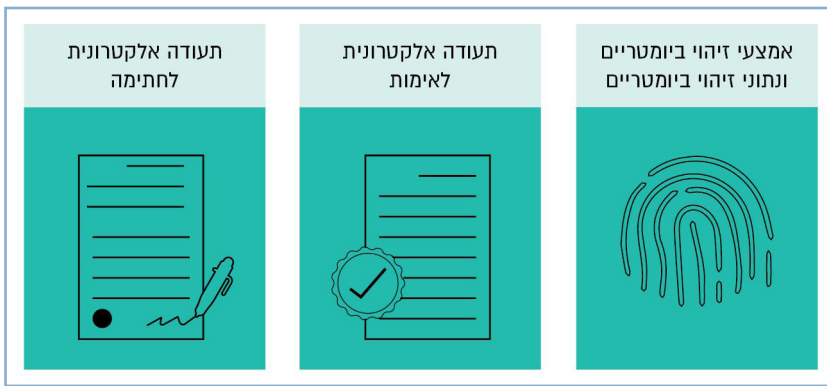 אמצעי זיהוי ביומטריים
ונתוני זיהוי ביומטריים
תעודה אלקטרונית
לאימות
תעודה אלקטרונית
לחתימה